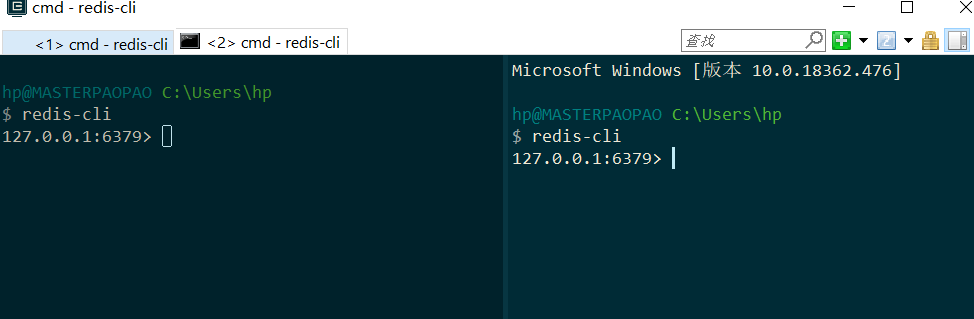 cmd - redis-cli
<1> cmd - redis-cli
<2> cmd - redis-cli
查找
hp@MASTERPAOPAO C:\Users\hp
$ redis-cli
127.0.0.1:6379>
Microsoft Windows [版本 10.0.18362.476]
hp@MASTERPAOPAO C:\Users\hp
$ redis-cli
127.0.0.1:6379>